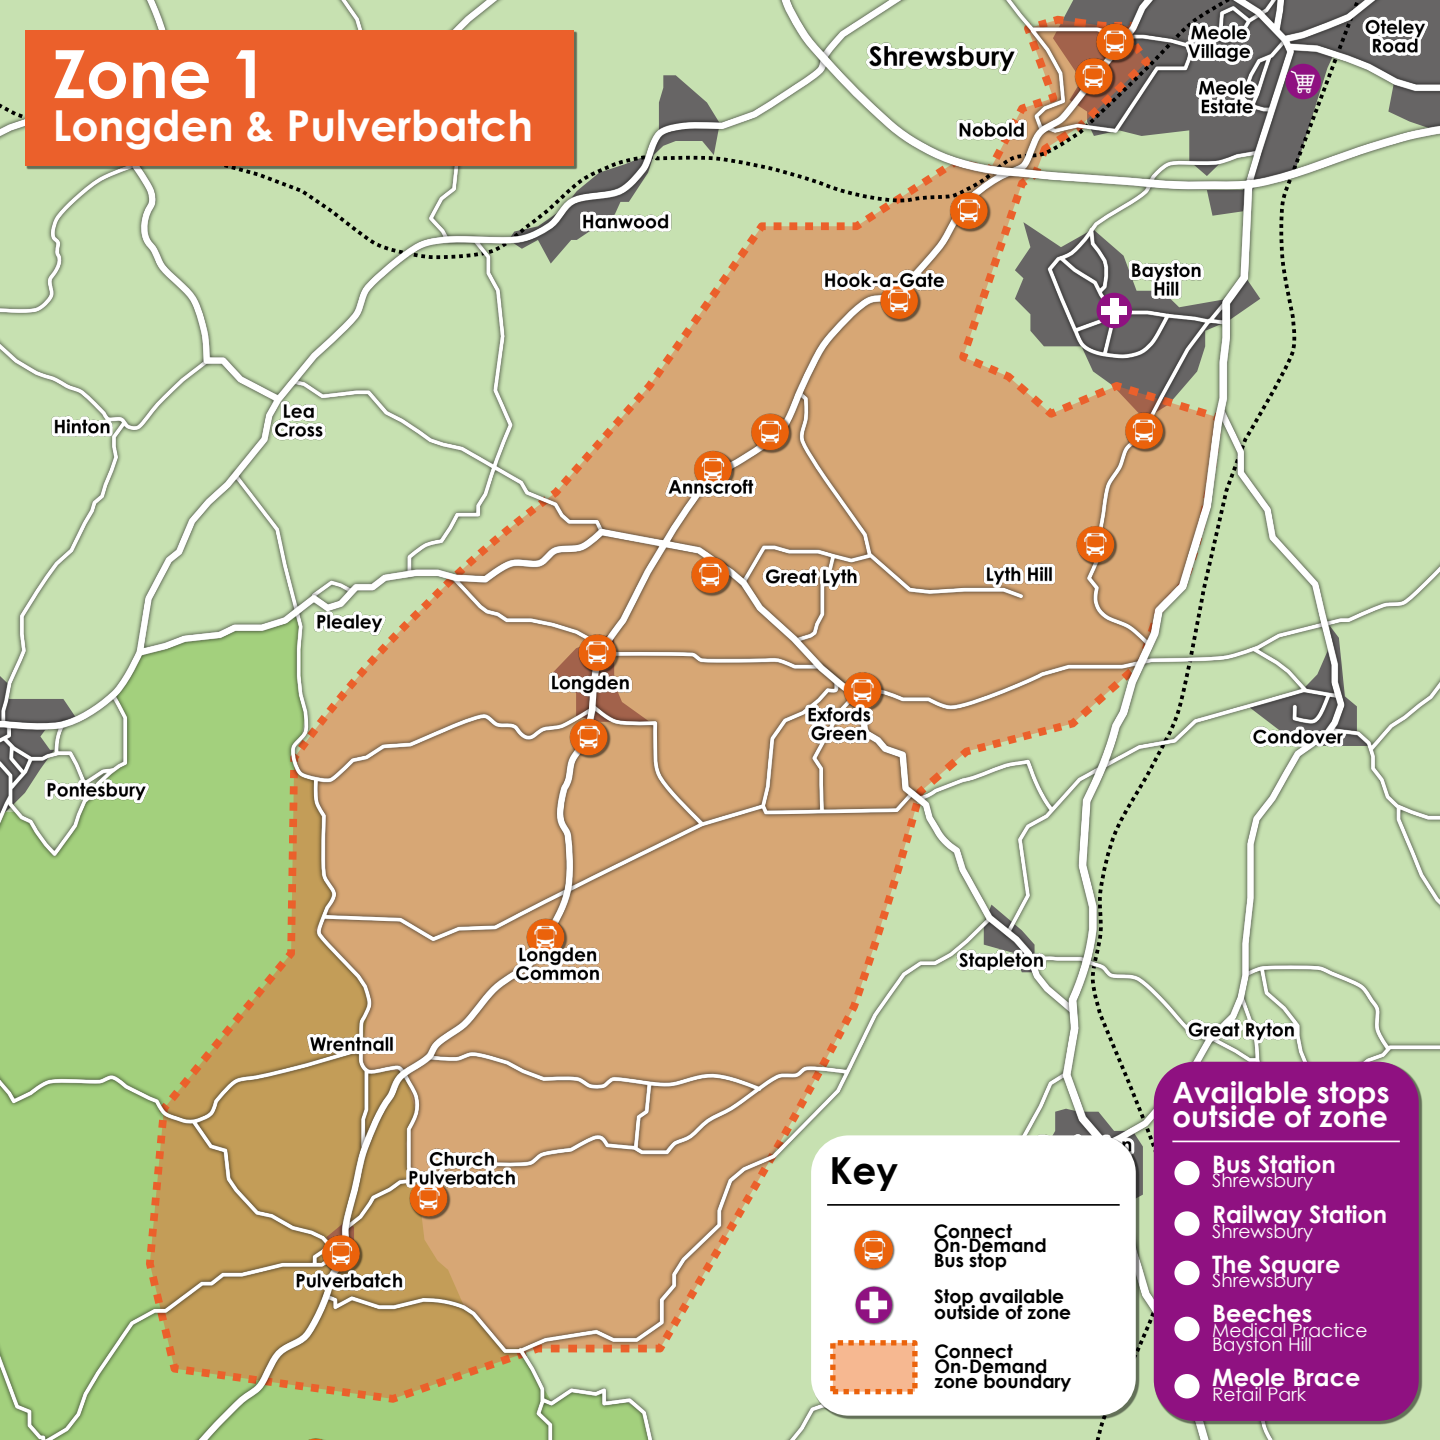 Zone 1
Longden & Pulverbatch
Shrewsbury
Meole
Village
Oteley
Road
Meole
Estate
Nobold
Hanwood
Hook-a-Gate
Bayston
Hill
Hinton
Lea
Cross
Annscroft
Great Lyth
Lyth Hill
Plealey
Longden
Exfords
Green
Condover
Pontesbury
Longden
Common
Stapleton
Wrentnall
Great Ryton
Church
Pulverbatch
Pulverbatch
Key
Connect
On-Demand
Bus stop
Stop available
outside of zone
Connect
On-Demand
zone boundary
Available stops
outside of zone
Bus Station
Shrewsbury
Railway Station
Shrewsbury
The Square
Shrewsbury
Beeches
Medical Practice
Bayston Hill
Meole Brace
Retail Park